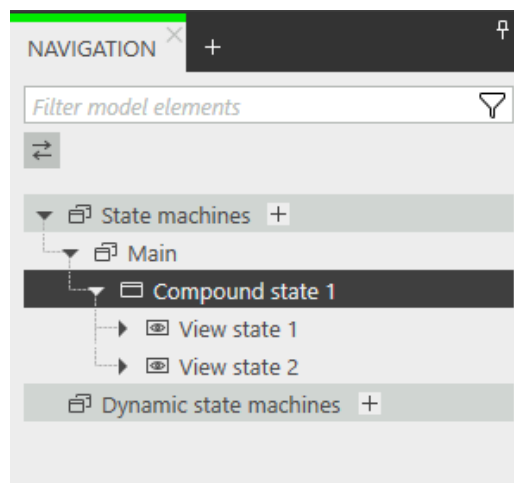 NAVIGATION
Filter model elements
State machines
Main
Compound state 1
View state 1
View state 2
Dynamic state machines